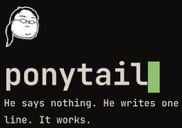 ponytail
He says nothing. He writes one
line. It works.